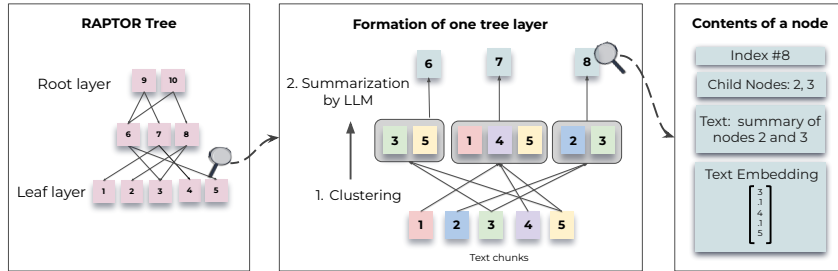 RAPTOR Tree
Root layer
9 10
6 7 8
Leaf layer
1 2 3 4 5
Formation of one tree layer
6 7 8
2. Summarization
by LLM
3 5 1 4 5 2 3
1. Clustering
1 2 3 4 5
Text chunks
Contents of a node
Index #8
Child Nodes: 2, 3
Text: summary of
nodes 2 and 3
Text Embedding
3
.1
4
.1
5